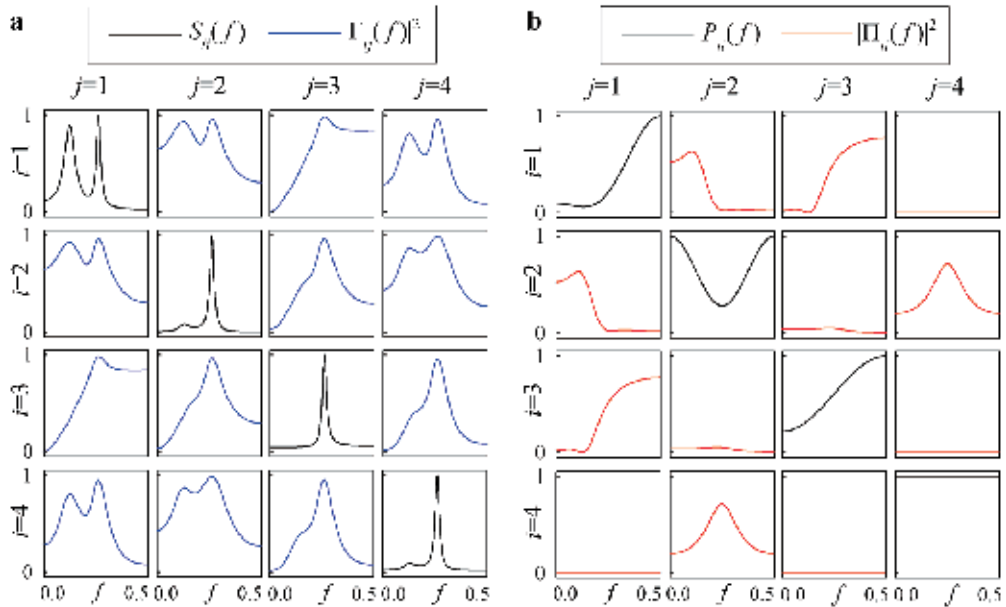 a
S_ii(f) |Γ_ij(f)|²
j=1 j=2 j=3 j=4
i=1
1
0
i=2
1
0
i=3
1
0
i=4
1
0
0.0 f 0.5 0.0 f 0.5 0.0 f 0.5 0.0 f 0.5
b
P_ii(f) |Π_ij(f)|²
j=1 j=2 j=3 j=4
i=1
1
0
i=2
1
0
i=3
1
0
i=4
1
0
0.0 f 0.5 0.0 f 0.5 0.0 f 0.5 0.0 f 0.5